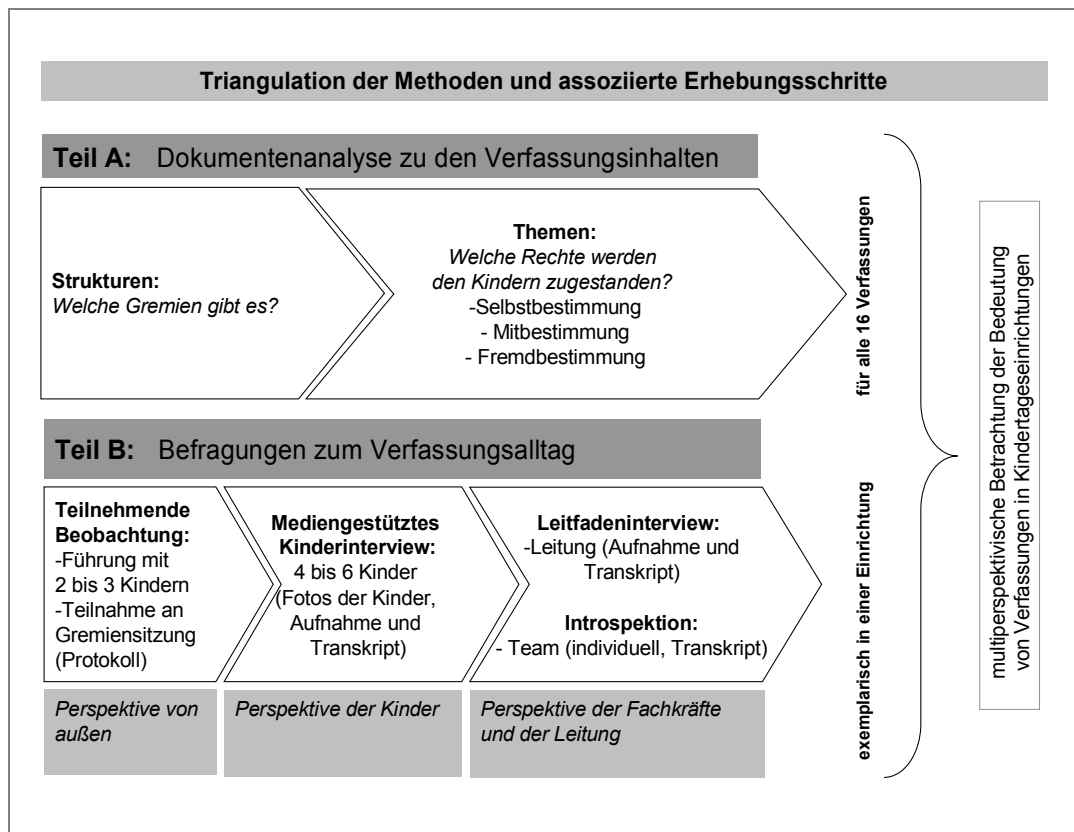 Triangulation der Methoden und assoziierte Erhebungsschritte
Teil A: Dokumentenanalyse zu den Verfassungsinhalten
Strukturen:
Welche Gremien gibt es?
Themen:
Welche Rechte werden
den Kindern zugestanden?
-Selbstbestimmung
- Mitbestimmung
- Fremdbestimmung
für alle 16 Verfassungen
Teil B: Befragungen zum Verfassungsalltag
Teilnehmende
Beobachtung:
-Führung mit
2 bis 3 Kindern
-Teilnahme an
Gremiensitzung
(Protokoll)
Mediengestütztes
Kinderinterview:
4 bis 6 Kinder
(Fotos der Kinder,
Aufnahme und
Transkript)
Leitfadeninterview:
-Leitung (Aufnahme und
Transkript)
Introspektion:
- Team (individuell, Transkript)
exemplarisch in einer Einrichtung
Perspektive von
außen
Perspektive der Kinder
Perspektive der Fachkräfte
und der Leitung
multiperspektivische Betrachtung der Bedeutung
von Verfassungen in Kindertageseinrichtungen